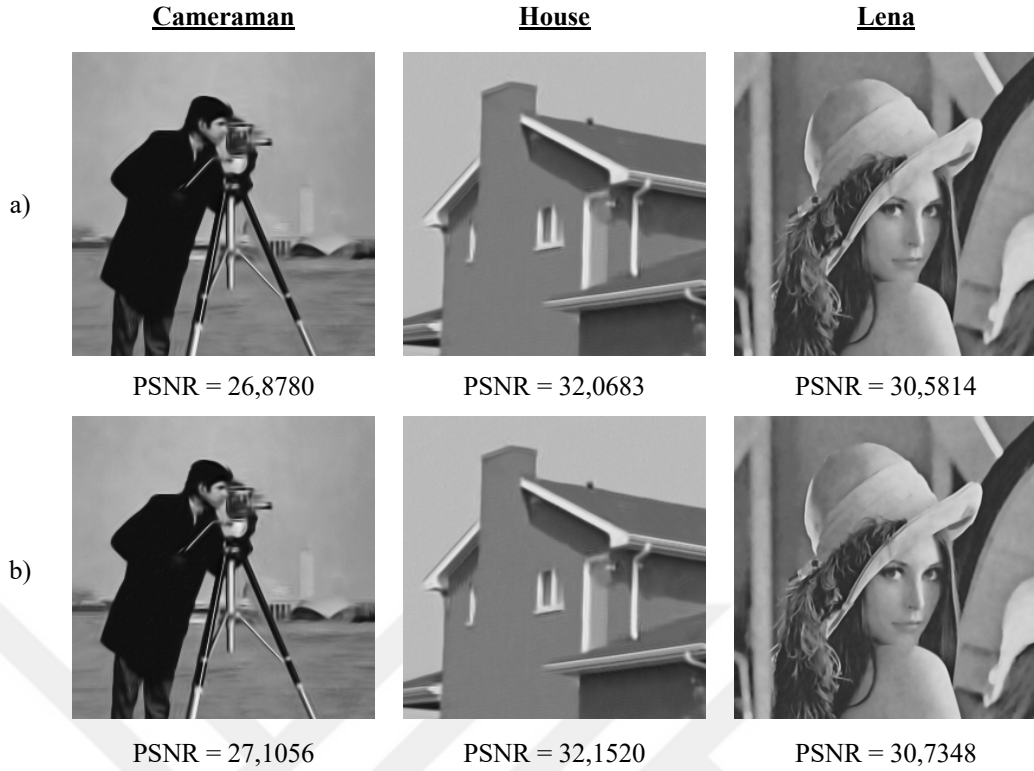 Cameraman House Lena
a)
PSNR = 26,8780 PSNR = 32,0683 PSNR = 30,5814
b)
PSNR = 27,1056 PSNR = 32,1520 PSNR = 30,7348